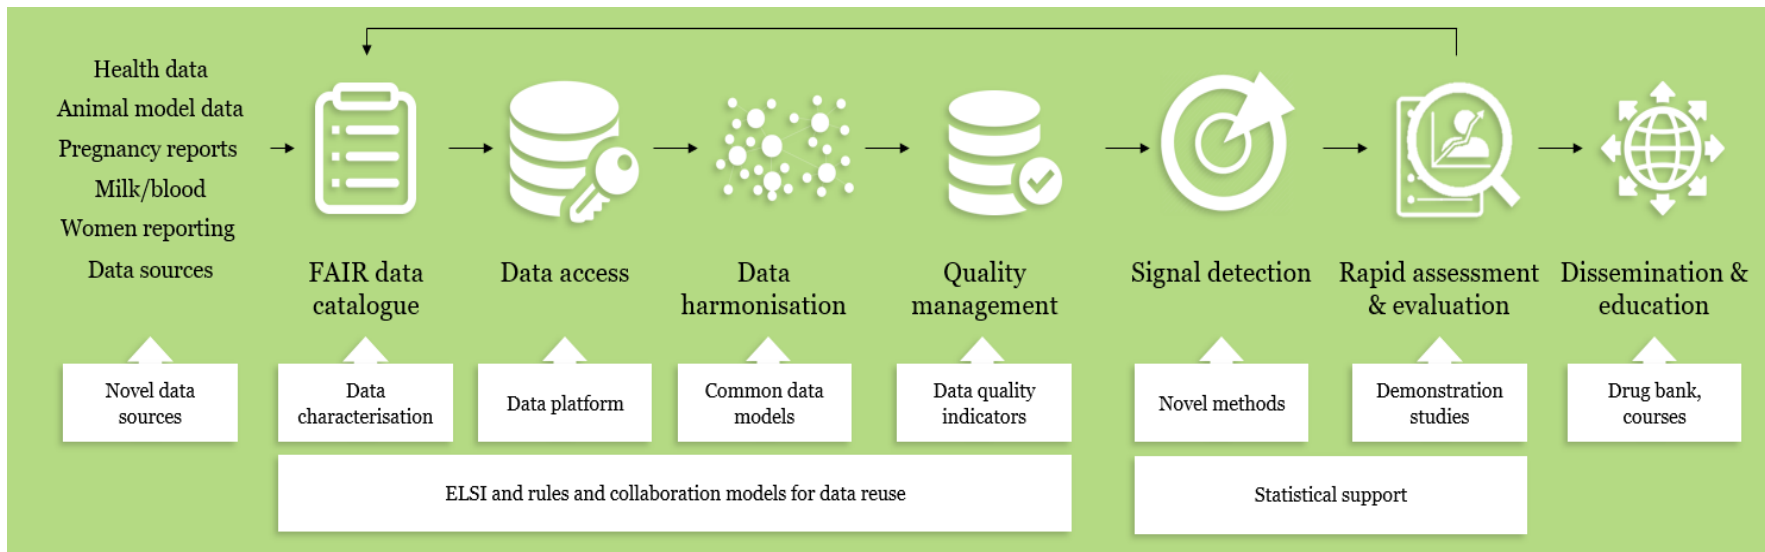 Health data
Animal model data
Pregnancy reports
Milk/blood
Women reporting
Data sources
FAIR data
catalogue
Data access
Data
harmonisation
Quality
management
Signal detection
Rapid assessment
& evaluation
Dissemination &
education
Novel data
sources
Data
characterisation
Data platform
Common data
models
Data quality
indicators
Novel methods
Demonstration
studies
Drug bank,
courses
ELSI and rules and collaboration models for data reuse
Statistical support